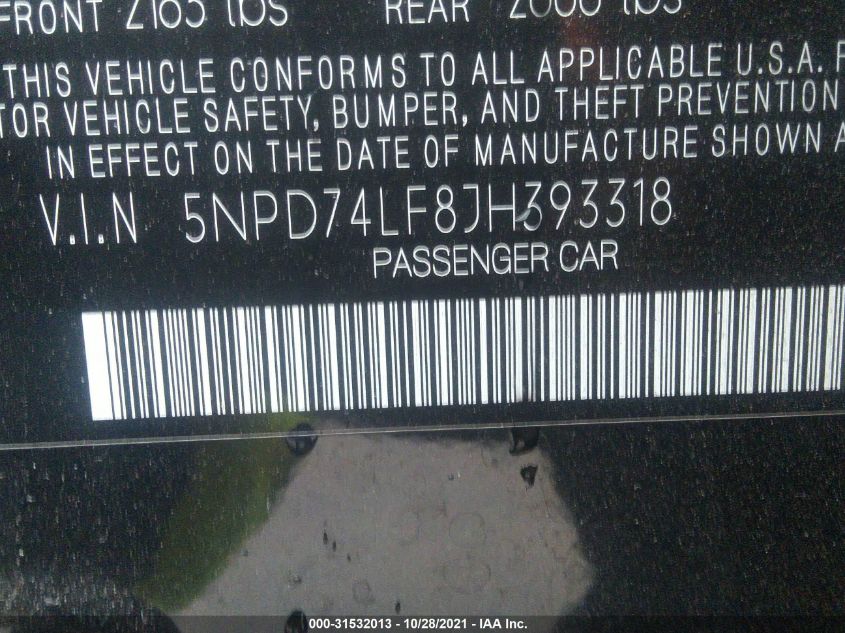 FRONT 2165 lbs REAR 2000 lbs
THIS VEHICLE CONFORMS TO ALL APPLICABLE U.S.A. F
TOR VEHICLE SAFETY, BUMPER, AND THEFT PREVENTION
IN EFFECT ON THE DATE OF MANUFACTURE SHOWN A
V.I.N 5NPD74LF8JH393318
PASSENGER CAR
000-31532013 - 10/28/2021 - IAA Inc.